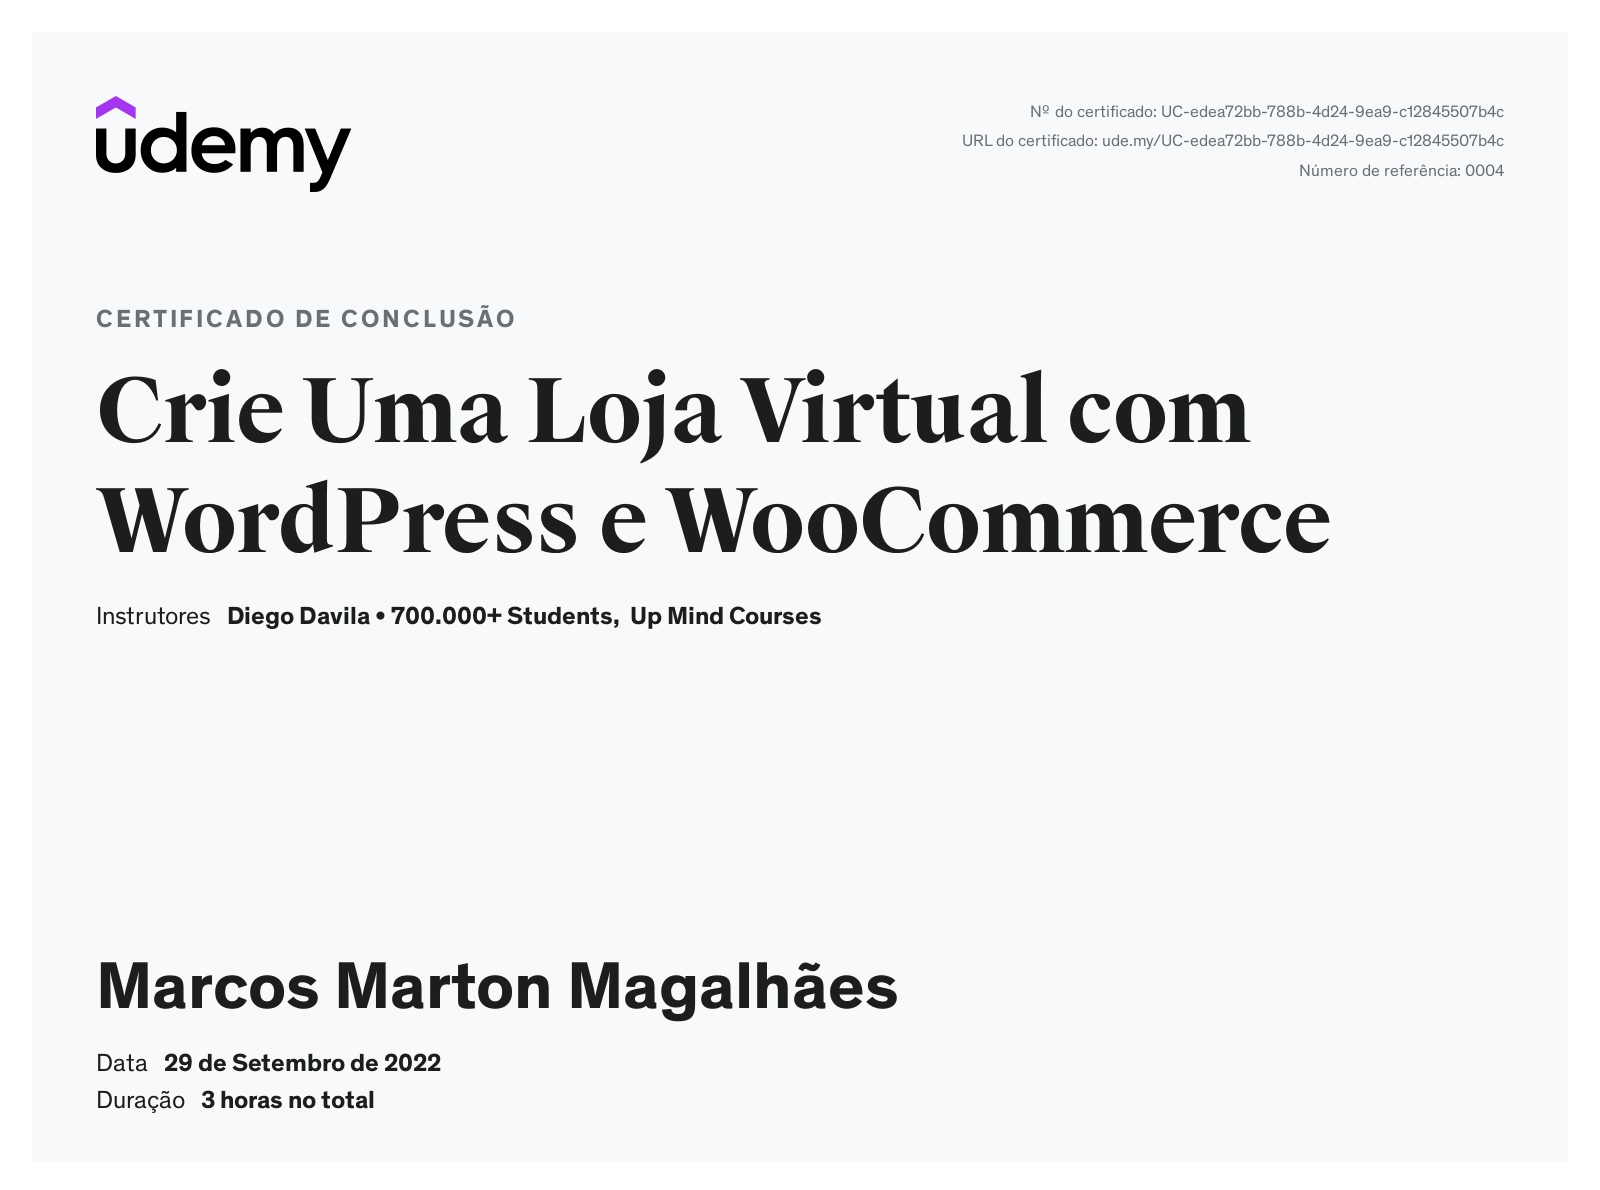 udemy
Nº do certificado: UC-edea72bb-788b-4d24-9ea9-c12845507b4c
URL do certificado: ude.my/UC-edea72bb-788b-4d24-9ea9-c12845507b4c
Número de referência: 0004
CERTIFICADO DE CONCLUSÃO
Crie Uma Loja Virtual com
WordPress e WooCommerce
Instrutores Diego Davila • 700.000+ Students, Up Mind Courses
Marcos Marton Magalhães
Data 29 de Setembro de 2022
Duração 3 horas no total